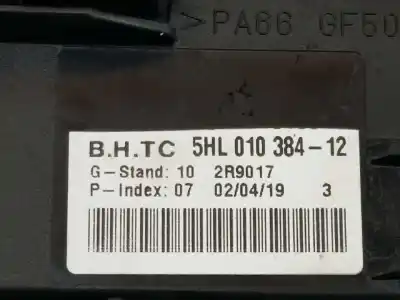 > PA66 GF50
B.H.TC 5HL 010 384-12
G-Stand: 10 2R9017
P-Index: 07 02/04/19 3